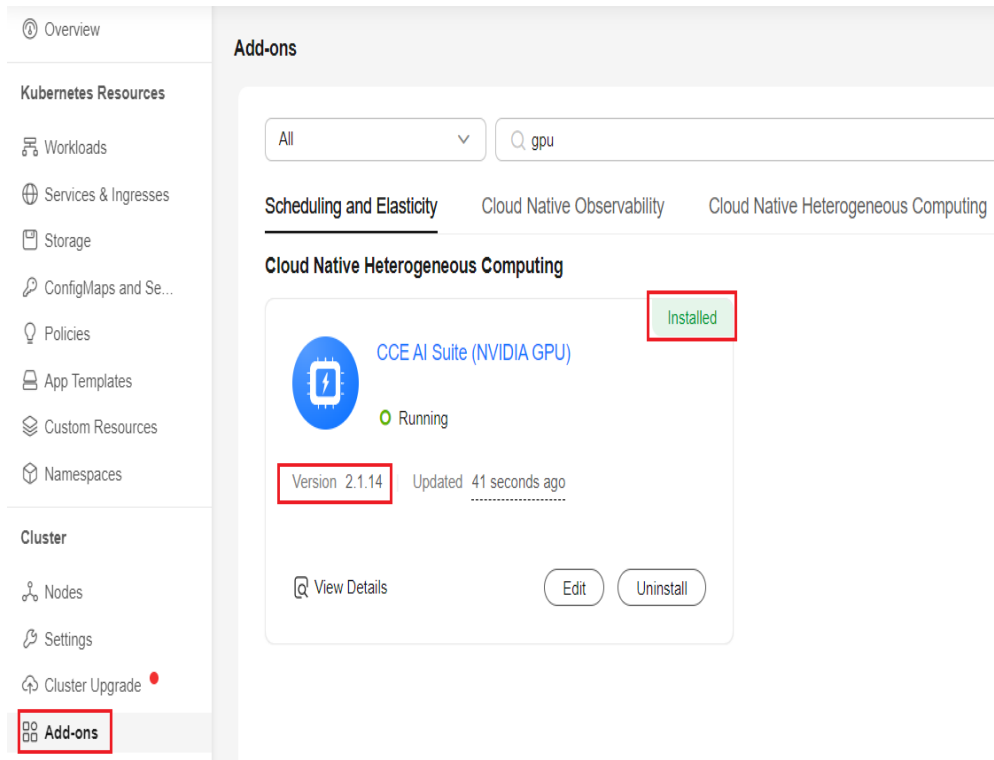 Overview
Kubernetes Resources
Workloads
Services & Ingresses
Storage
ConfigMaps and Se...
Policies
App Templates
Custom Resources
Namespaces
Cluster
Nodes
Settings
Cluster Upgrade
Add-ons
Add-ons
All
gpu
Scheduling and Elasticity Cloud Native Observability Cloud Native Heterogeneous Computing
Cloud Native Heterogeneous Computing
Installed
CCE AI Suite (NVIDIA GPU)
Running
Version 2.1.14 Updated 41 seconds ago
View Details Edit Uninstall